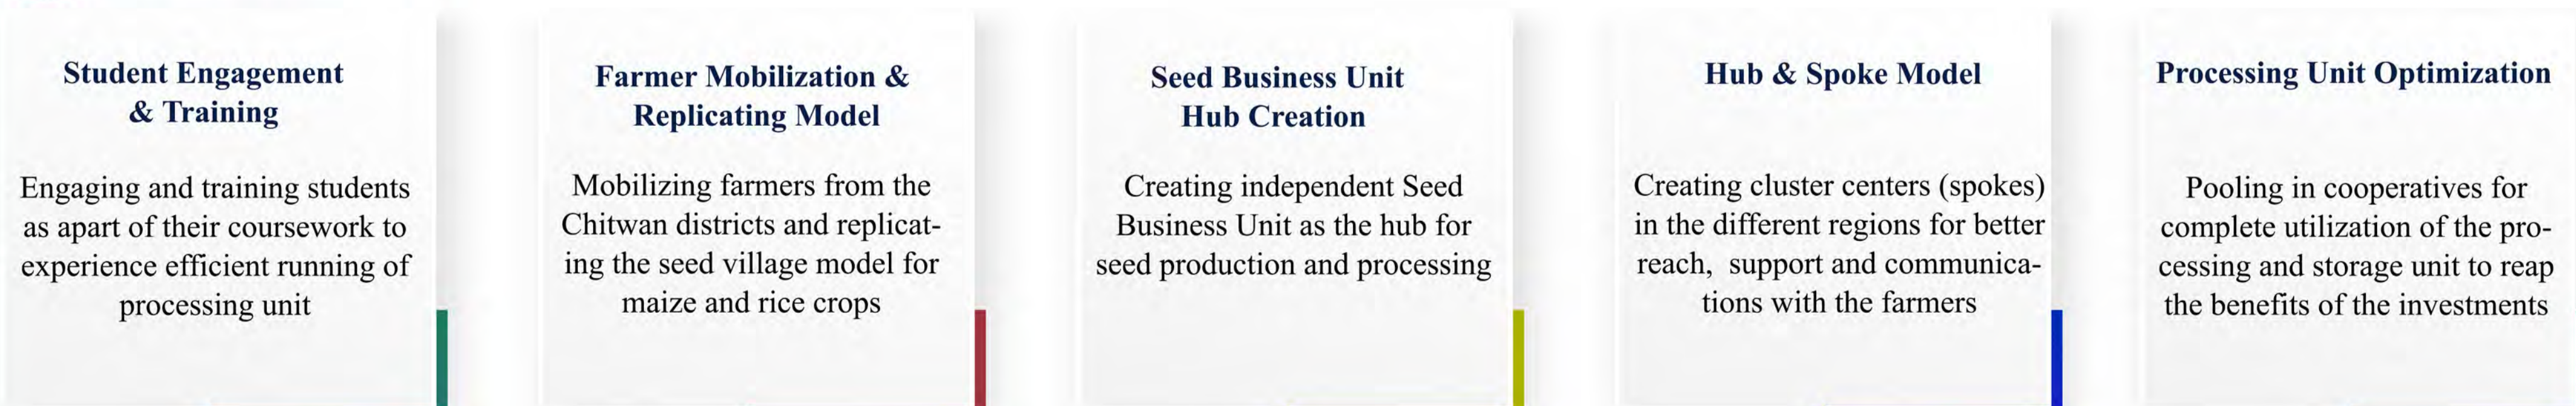 Student Engagement
& Training
Engaging and training students
as apart of their coursework to
experience efficient running of
processing unit
Farmer Mobilization &
Replicating Model
Mobilizing farmers from the
Chitwan districts and replicat-
ing the seed village model for
maize and rice crops
Seed Business Unit
Hub Creation
Creating independent Seed
Business Unit as the hub for
seed production and processing
Hub & Spoke Model
Creating cluster centers (spokes)
in the different regions for better
reach,  support and communica-
tions with the farmers
Processing Unit Optimization
Pooling in cooperatives for
complete utilization of the pro-
cessing and storage unit to reap
the benefits of the investments